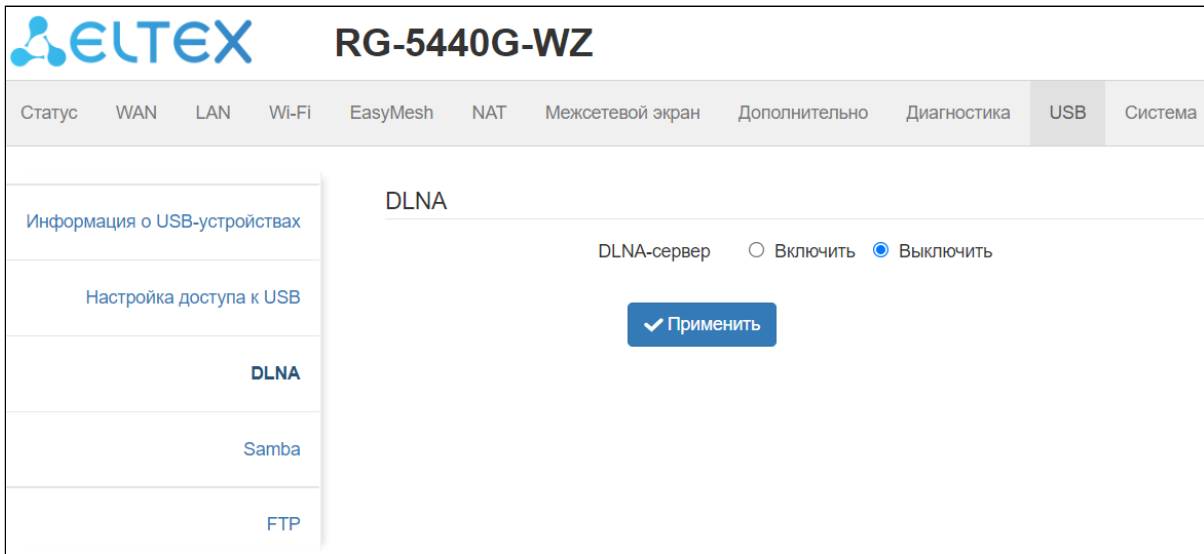 ELTEX RG-5440G-WZ
Статус WAN LAN Wi-Fi EasyMesh NAT Межсетевой экран Дополнительно Диагностика USB Система
Информация о USB-устройствах
Настройка доступа к USB
DLNA
Samba
FTP
DLNA
DLNA-сервер Включить Выключить
Применить